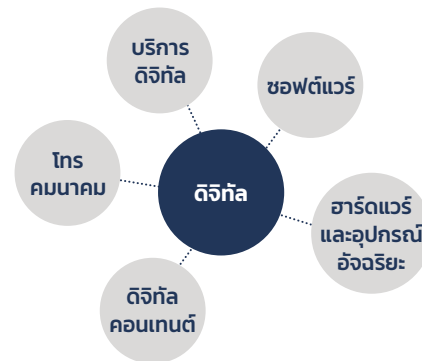 บริการ
ดิจิทัล
ซอฟต์แวร์
โทร
คมนาคม
ดิจิทัล
ฮาร์ดแวร์
และอุปกรณ์
อัจฉริยะ
ดิจิทัล
คอนเทนต์